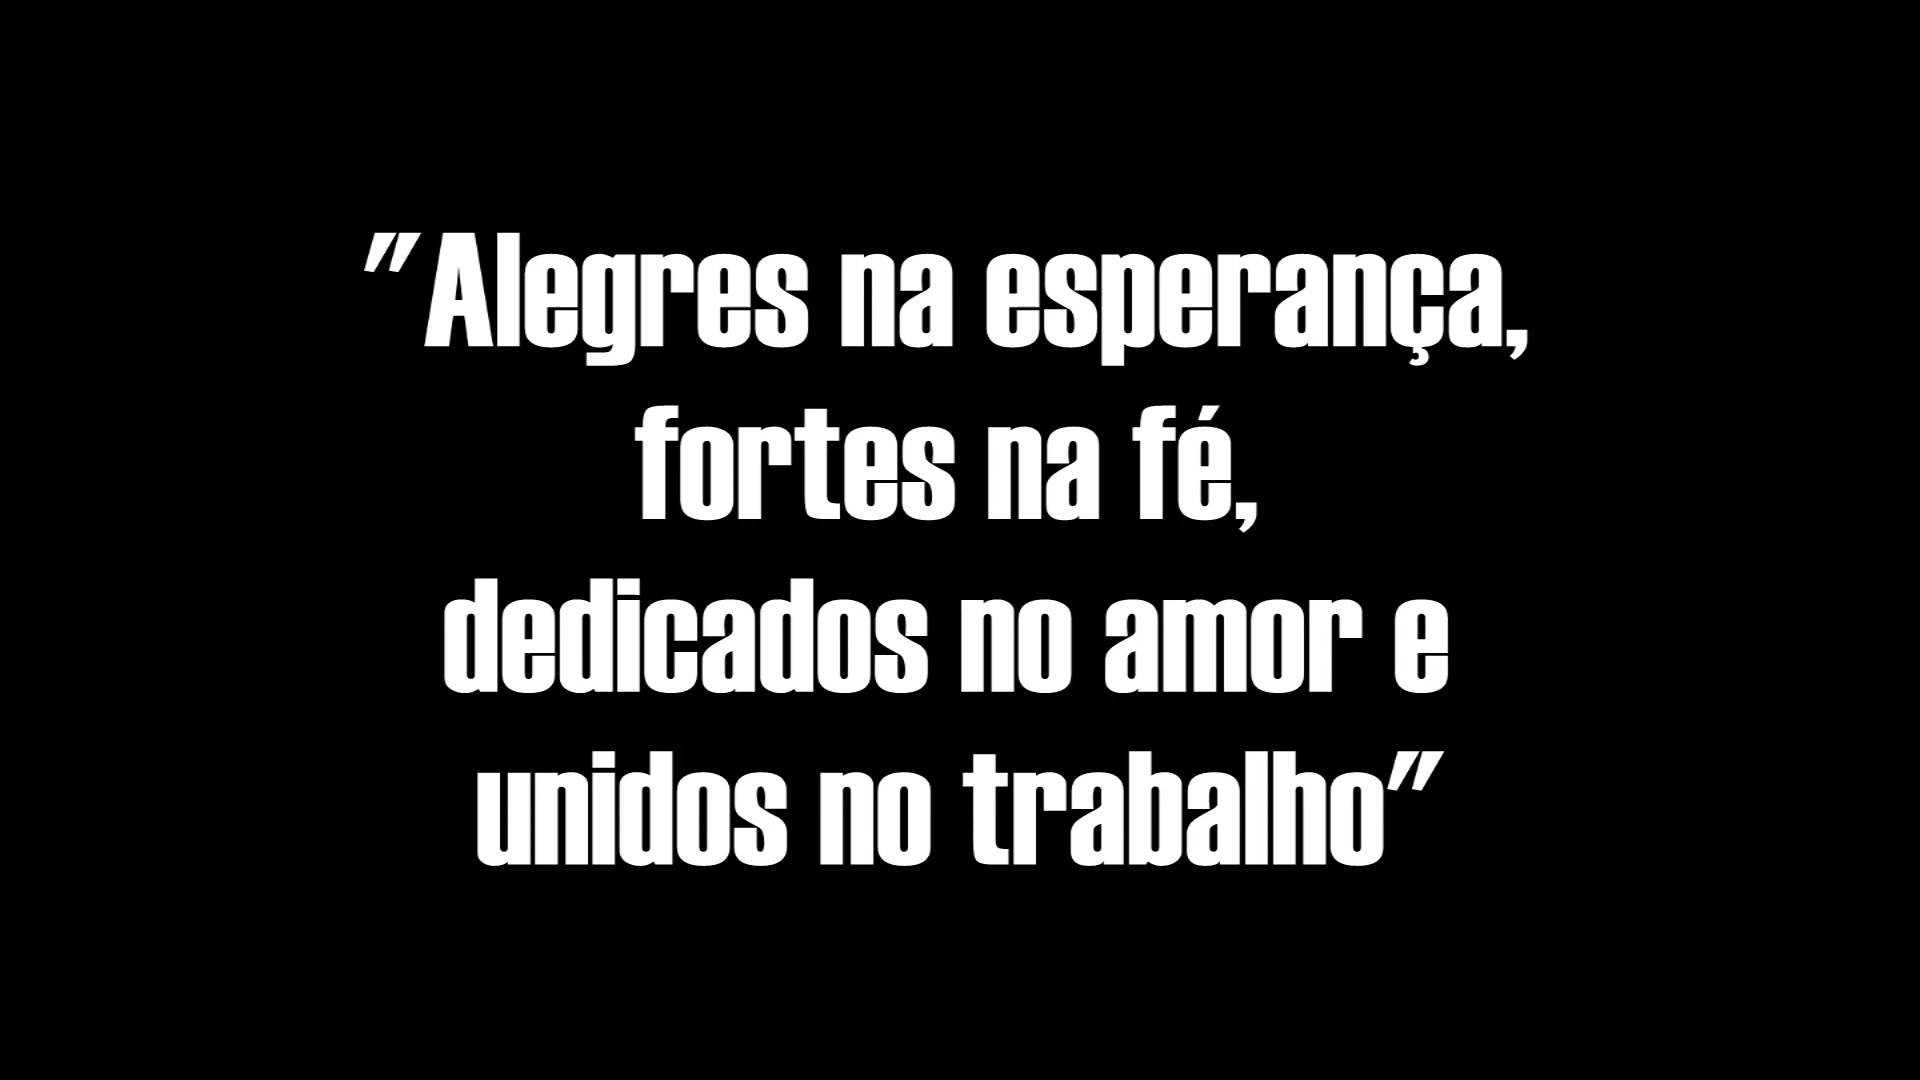 "Alegres na esperança,
fortes na fé,
dedicados no amor e
unidos no trabalho"